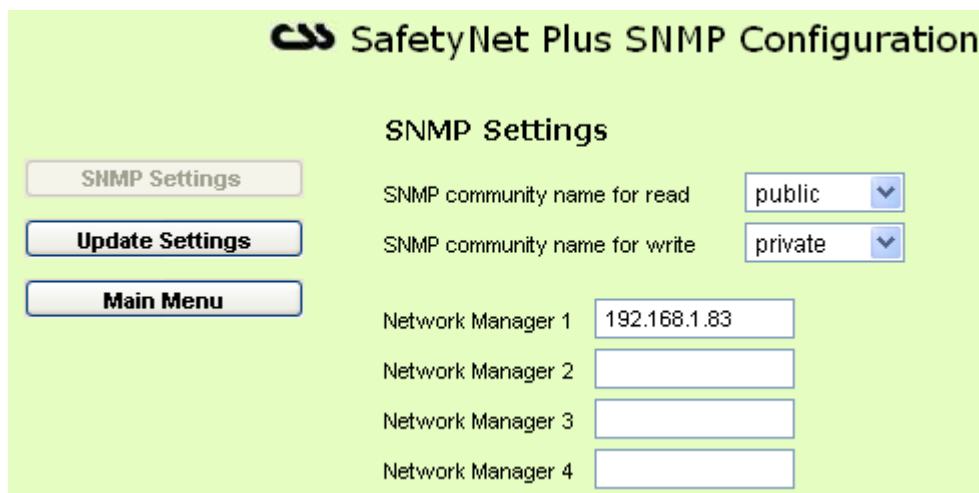 CSS SafetyNet Plus SNMP Configuration
SNMP Settings
SNMP Settings
SNMP community name for read public
Update Settings
SNMP community name for write private
Main Menu
Network Manager 1 192.168.1.83
Network Manager 2
Network Manager 3
Network Manager 4